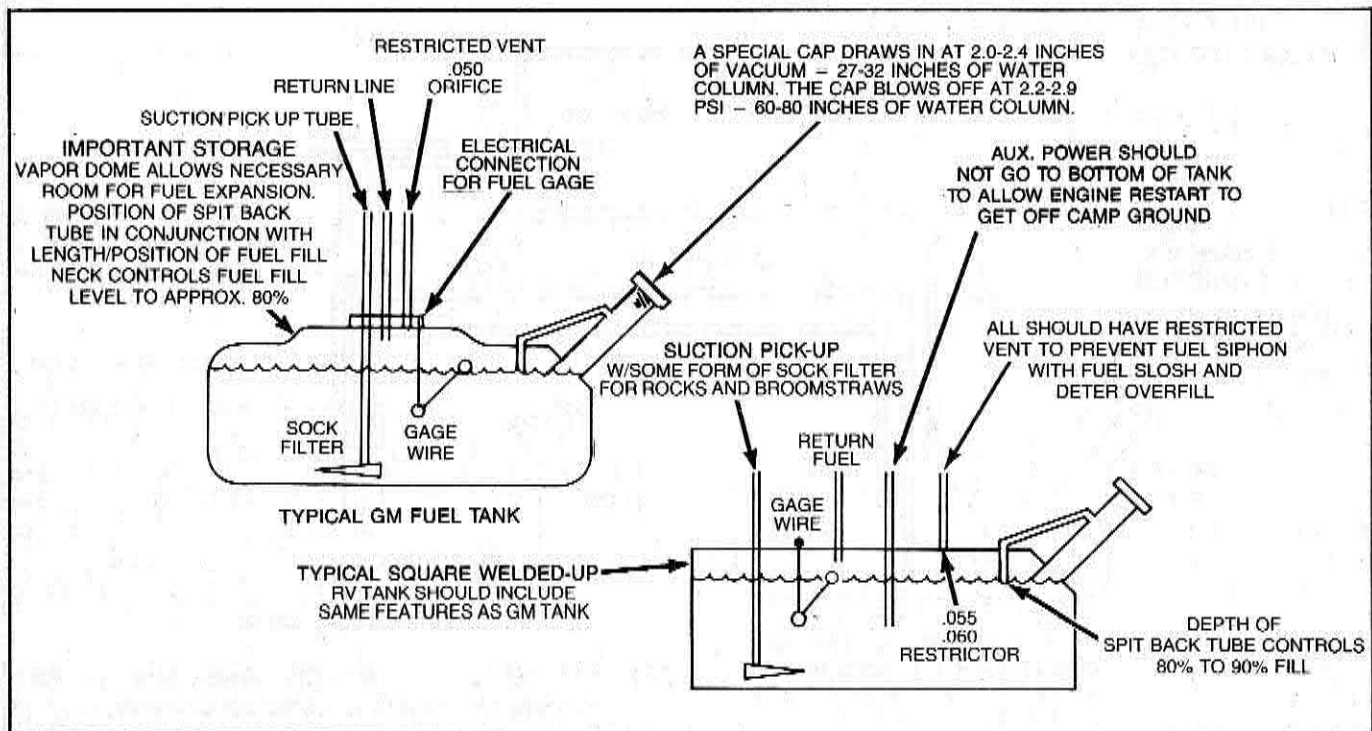 RESTRICTED VENT
.050
ORIFICE
RETURN LINE
SUCTION PICK UP TUBE
IMPORTANT STORAGE
VAPOR DOME ALLOWS NECESSARY
ROOM FOR FUEL EXPANSION.
POSITION OF SPIT BACK
TUBE IN CONJUNCTION WITH
LENGTH/POSITION OF FUEL FILL
NECK CONTROLS FUEL FILL
LEVEL TO APPROX. 80%
ELECTRICAL
CONNECTION
FOR FUEL GAGE
A SPECIAL CAP DRAWS IN AT 2.0-2.4 INCHES
OF VACUUM – 27-32 INCHES OF WATER
COLUMN. THE CAP BLOWS OFF AT 2.2-2.9
PSI – 60-80 INCHES OF WATER COLUMN.
SOCK
FILTER
GAGE
WIRE
TYPICAL GM FUEL TANK
AUX. POWER SHOULD
NOT GO TO BOTTOM OF TANK
TO ALLOW ENGINE RESTART TO
GET OFF CAMP GROUND
ALL SHOULD HAVE RESTRICTED
VENT TO PREVENT FUEL SIPHON
WITH FUEL SLOSH AND
DETER OVERFILL
SUCTION PICK-UP
W/SOME FORM OF SOCK FILTER
FOR ROCKS AND BROOMSTRAWS
RETURN
FUEL
GAGE
WIRE
TYPICAL SQUARE WELDED-UP
RV TANK SHOULD INCLUDE
SAME FEATURES AS GM TANK
.055
.060
RESTRICTOR
DEPTH OF
SPIT BACK TUBE CONTROLS
80% TO 90% FILL